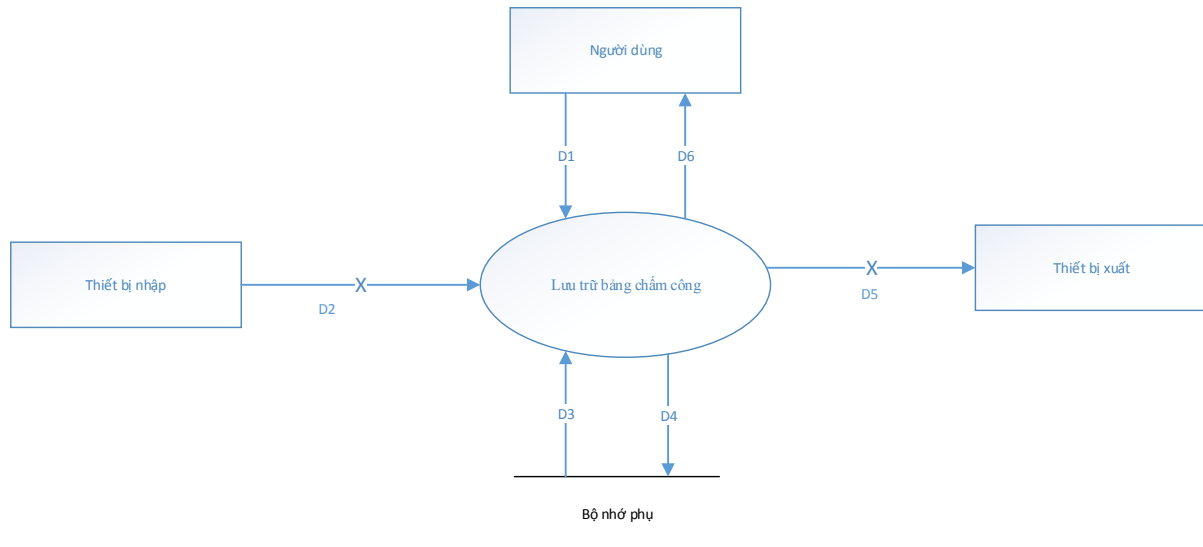 Người dùng
D1
D6
Thiết bị nhập
X
D2
Lưu trữ bảng chấm công
X
D5
Thiết bị xuất
D3
D4
Bộ nhớ phụ